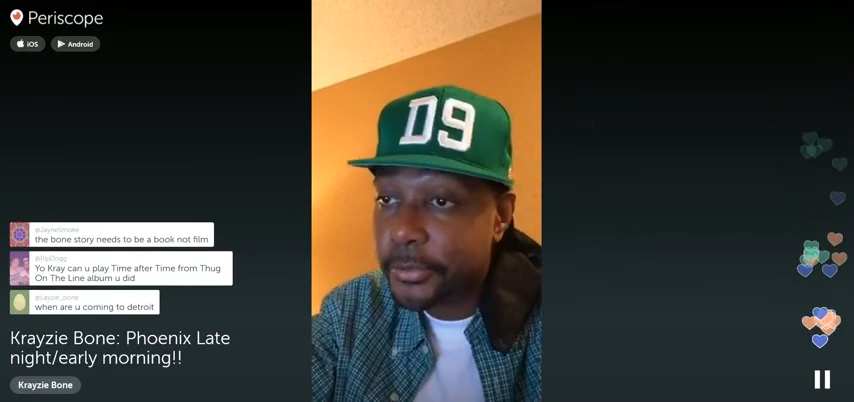 Periscope
iOS
Android
D9
@JayneSmoke
the bone story needs to be a book not film
@RipDogg
Yo Kray can u play Time after Time from Thug
On The Line album u did
@Layzie_bone
when are u coming to detroit
Krayzie Bone: Phoenix Late
night/early morning!!
Krayzie Bone